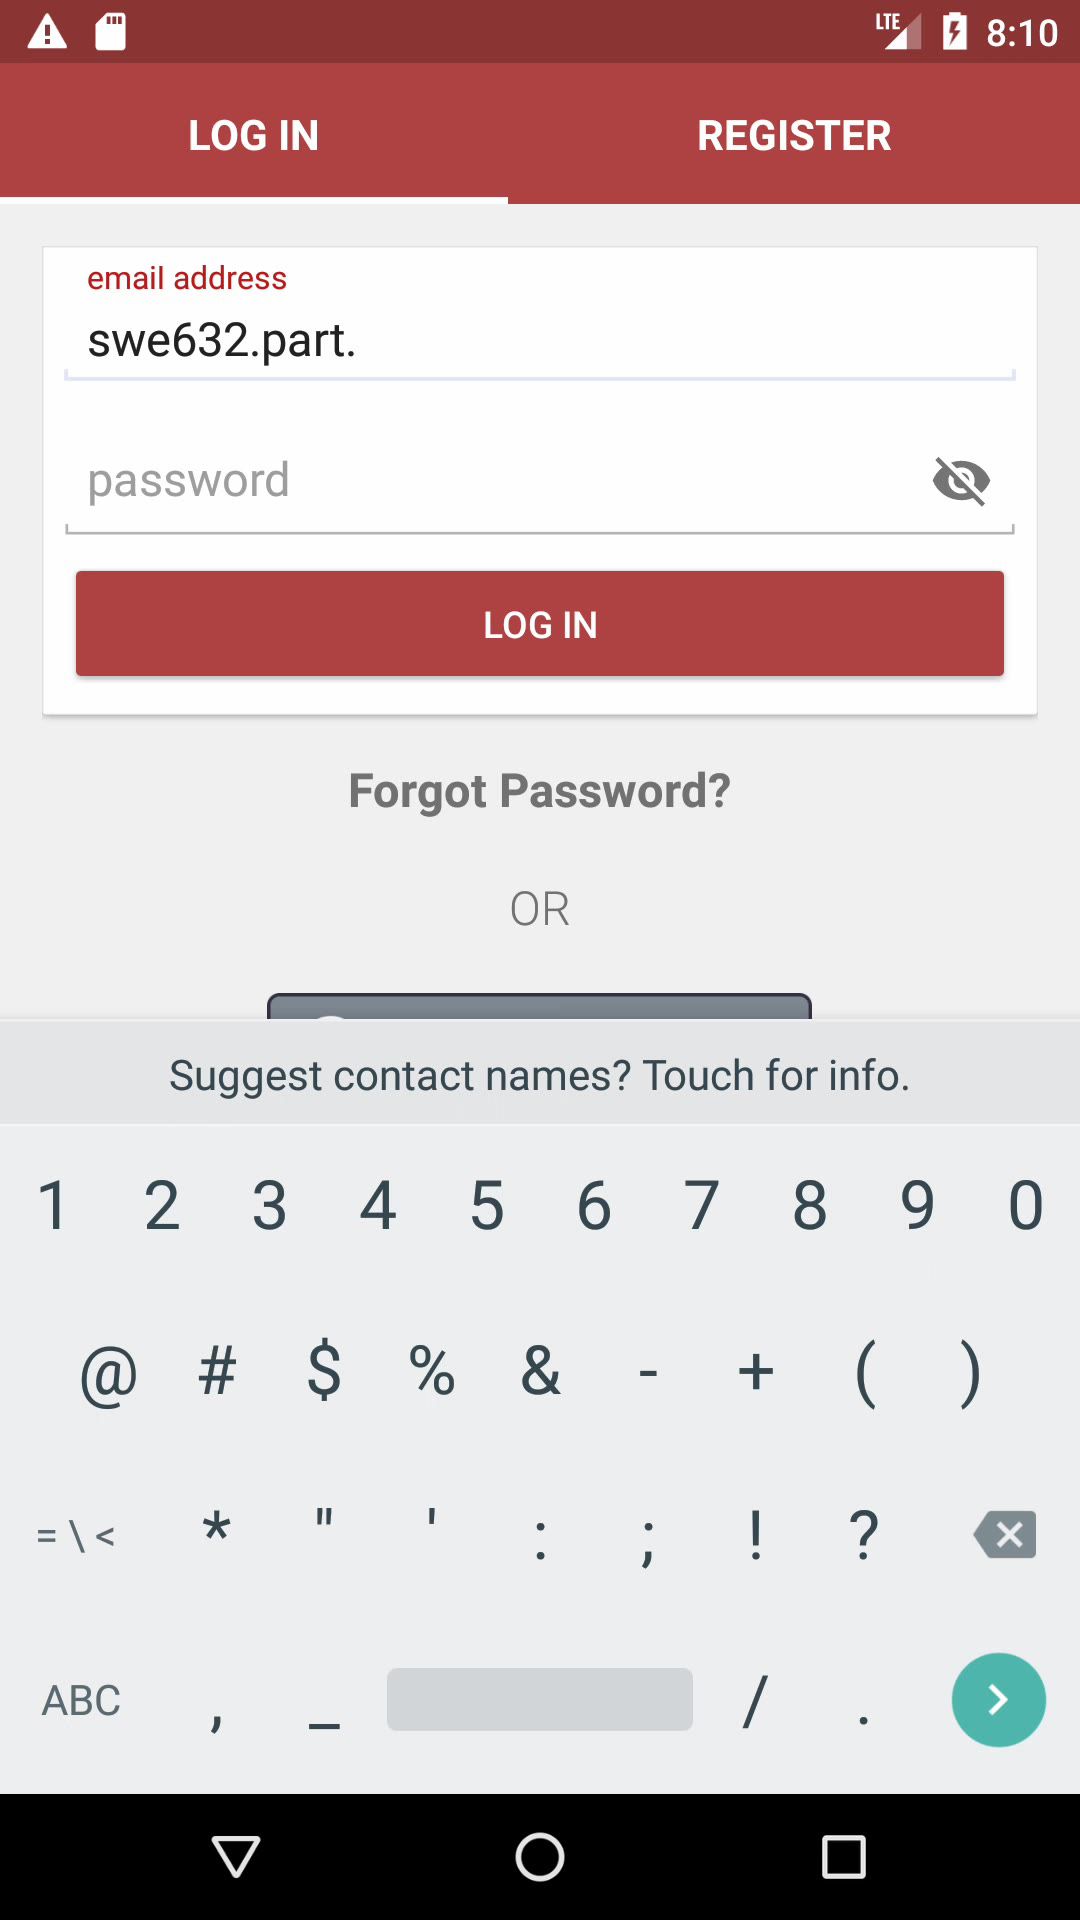 LTE 8:10
LOG IN REGISTER
email address
swe632.part.
password
LOG IN
Forgot Password?
OR
Suggest contact names? Touch for info.
1 2 3 4 5 6 7 8 9 0
@ # $ % & - + ( )
= \ < * " ' : ; ! ?
ABC , _ / .